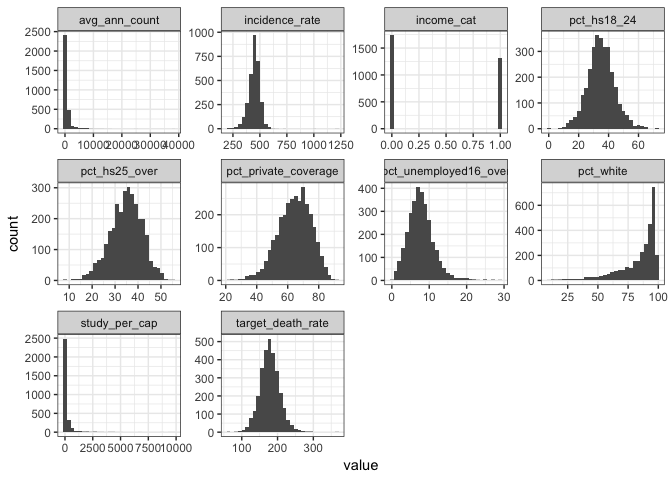 avg_ann_count
incidence_rate
income_cat
pct_hs18_24
2500
2000
1500
1000
500
0
0 10000 20000 30000 40000
1000
750
500
250
0
250 500 750 1000 1250
1500
1000
500
0
0.00 0.25 0.50 0.75 1.00
300
200
100
0
0 20 40 60
pct_hs25_over
pct_private_coverage
pct_unemployed16_over
pct_white
300
200
100
0
10 20 30 40 50
200
100
0
20 40 60 80
400
300
200
100
0
0 10 20 30
600
400
200
0
25 50 75 100
study_per_cap
target_death_rate
2500
2000
1500
1000
500
0
0 2500 5000 7500 10000
500
400
300
200
100
0
100 200 300
count
value